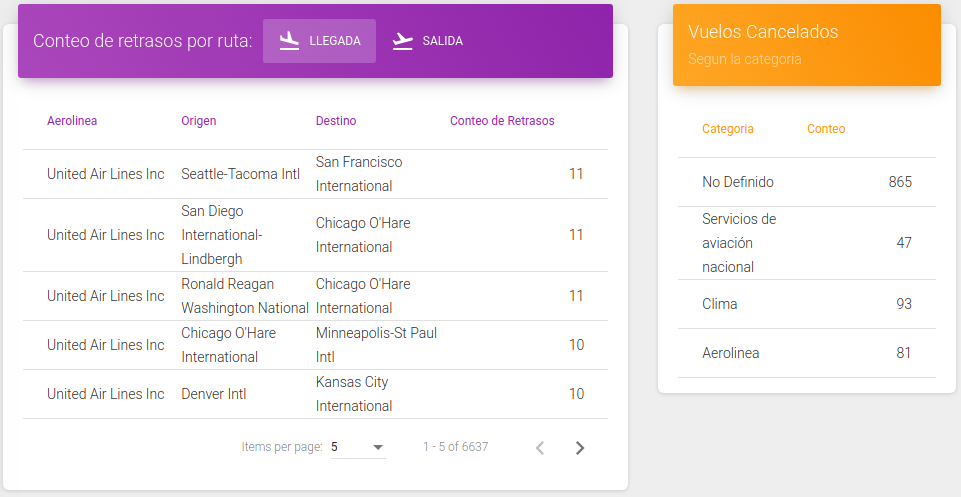 Conteo de retrasos por ruta: LLEGADA SALIDA
Aerolinea Origen Destino Conteo de Retrasos
United Air Lines Inc Seattle-Tacoma Intl San Francisco International 11
United Air Lines Inc San Diego International-Lindbergh Chicago O'Hare International 11
United Air Lines Inc Ronald Reagan Washington National Chicago O'Hare International 11
United Air Lines Inc Chicago O'Hare International Minneapolis-St Paul Intl 10
United Air Lines Inc Denver Intl Kansas City International 10
Items per page: 5 1 - 5 of 6637
Vuelos Cancelados
Segun la categoria
Categoria Conteo
No Definido 865
Servicios de aviación nacional 47
Clima 93
Aerolinea 81